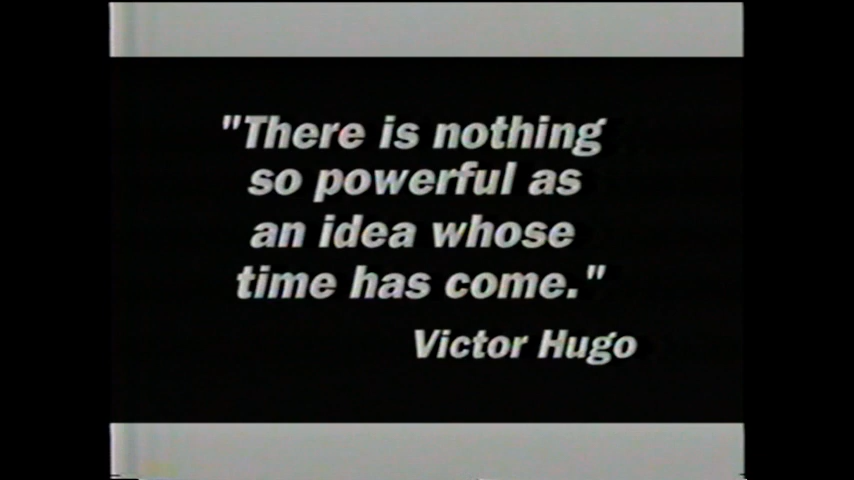 "There is nothing
so powerful as
an idea whose
time has come."
Victor Hugo